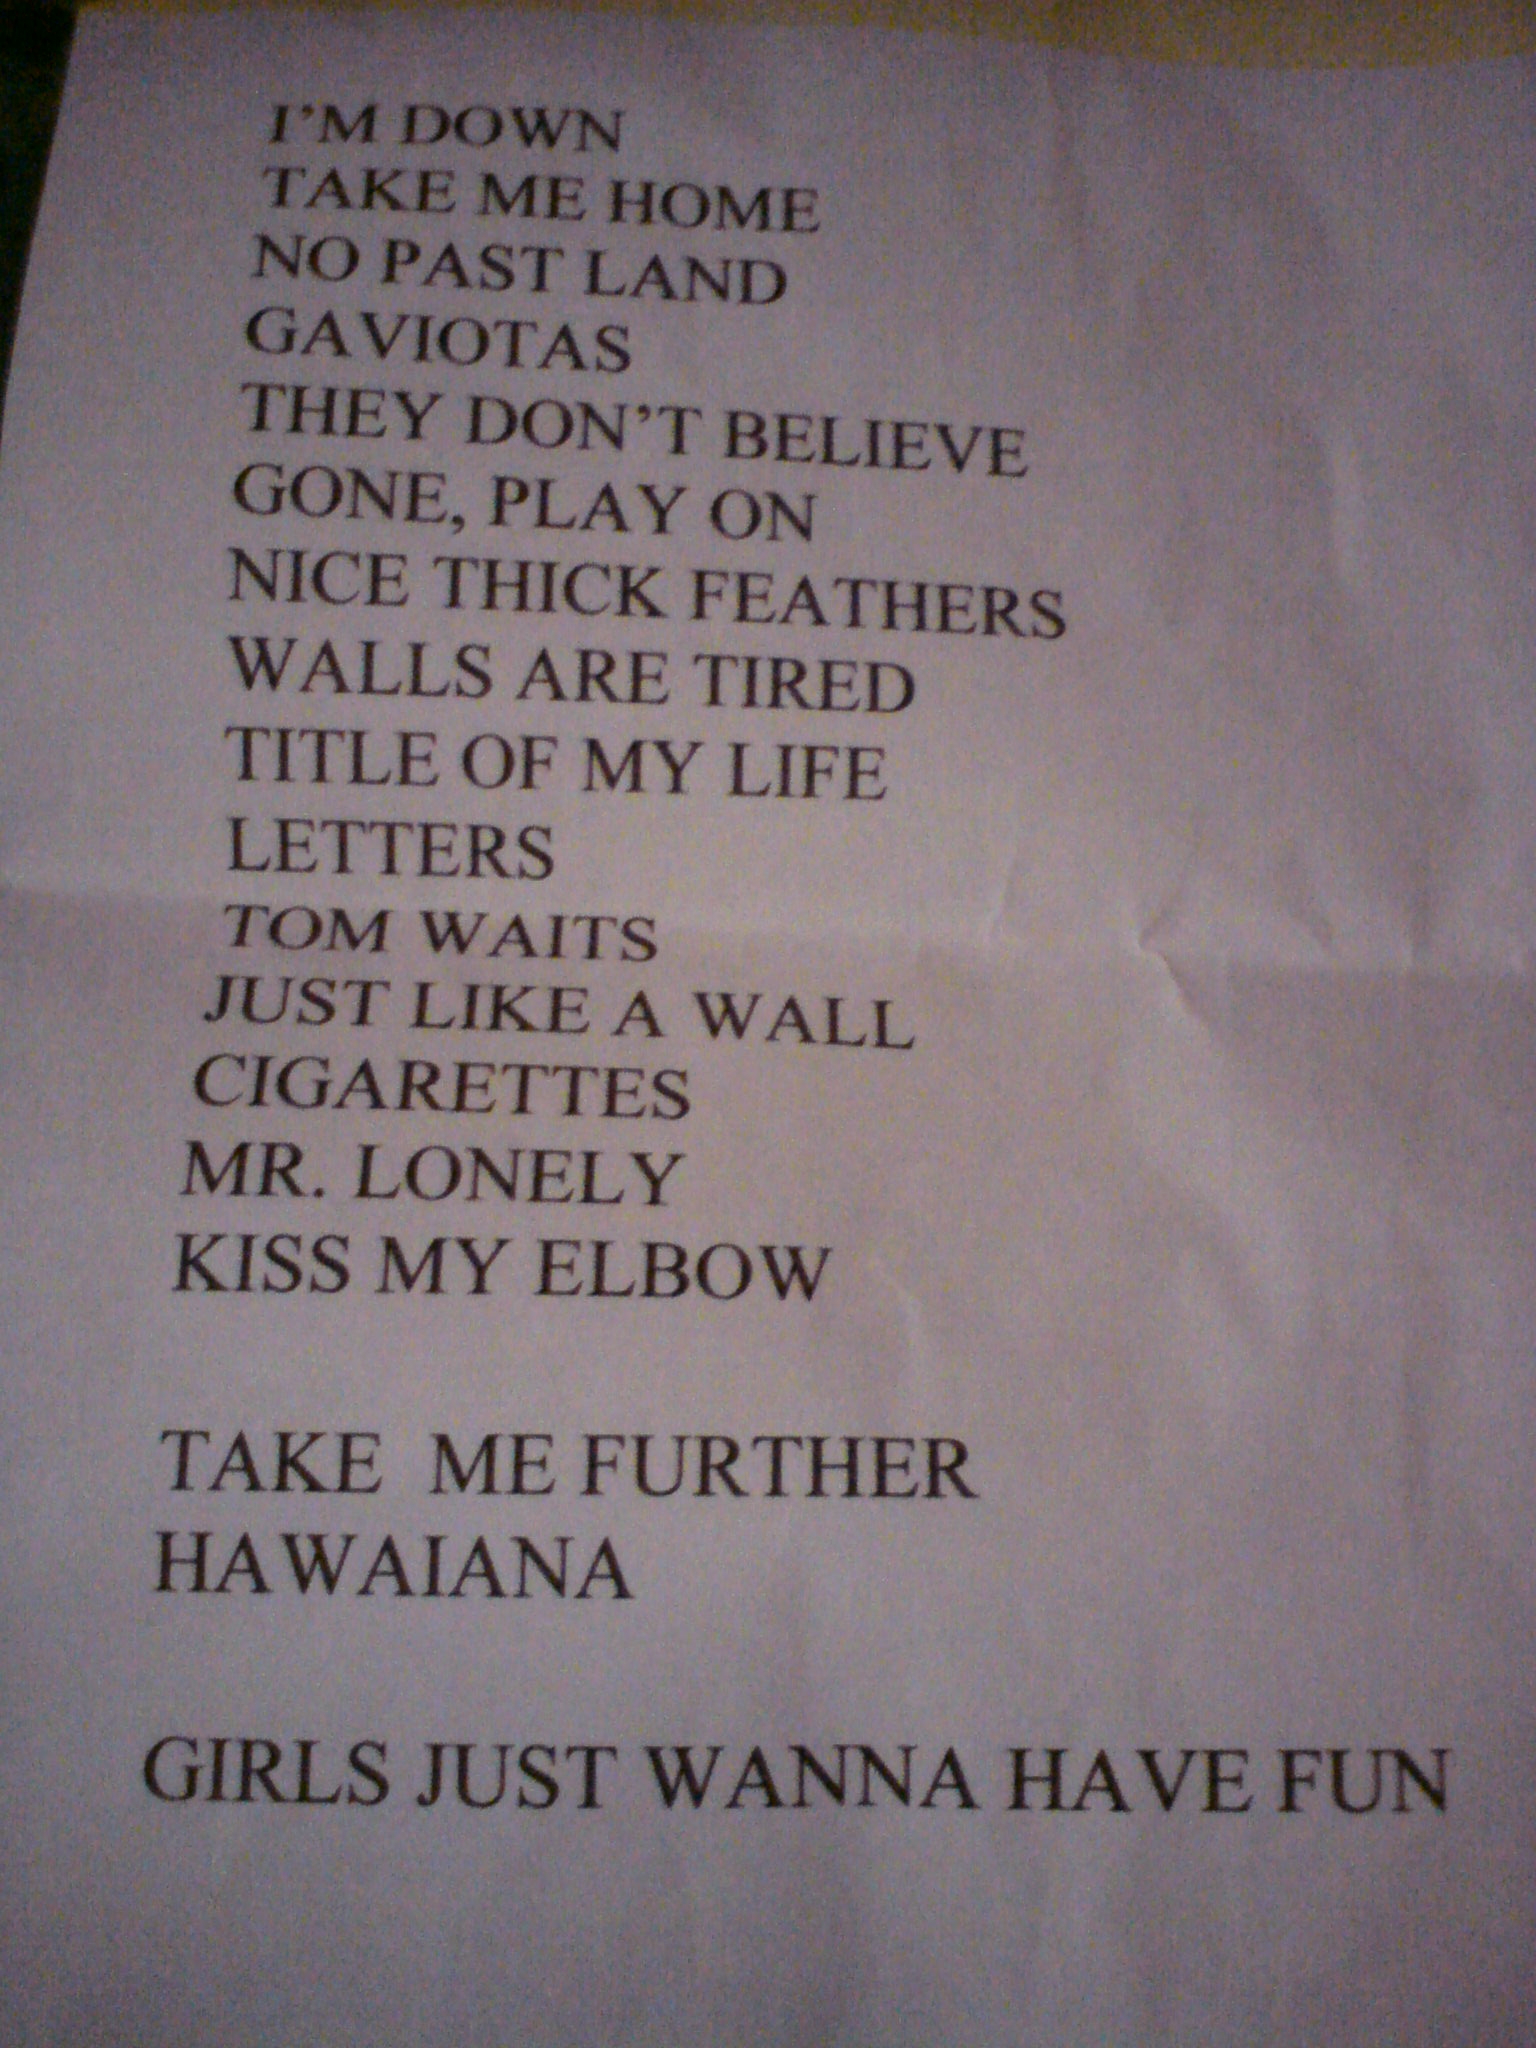 I'M DOWN
TAKE ME HOME
NO PAST LAND
GAVIOTAS
THEY DON'T BELIEVE
GONE, PLAY ON
NICE THICK FEATHERS
WALLS ARE TIRED
TITLE OF MY LIFE
LETTERS
TOM WAITS
JUST LIKE A WALL
CIGARETTES
MR. LONELY
KISS MY ELBOW
TAKE ME FURTHER
HAWAIANA
GIRLS JUST WANNA HAVE FUN